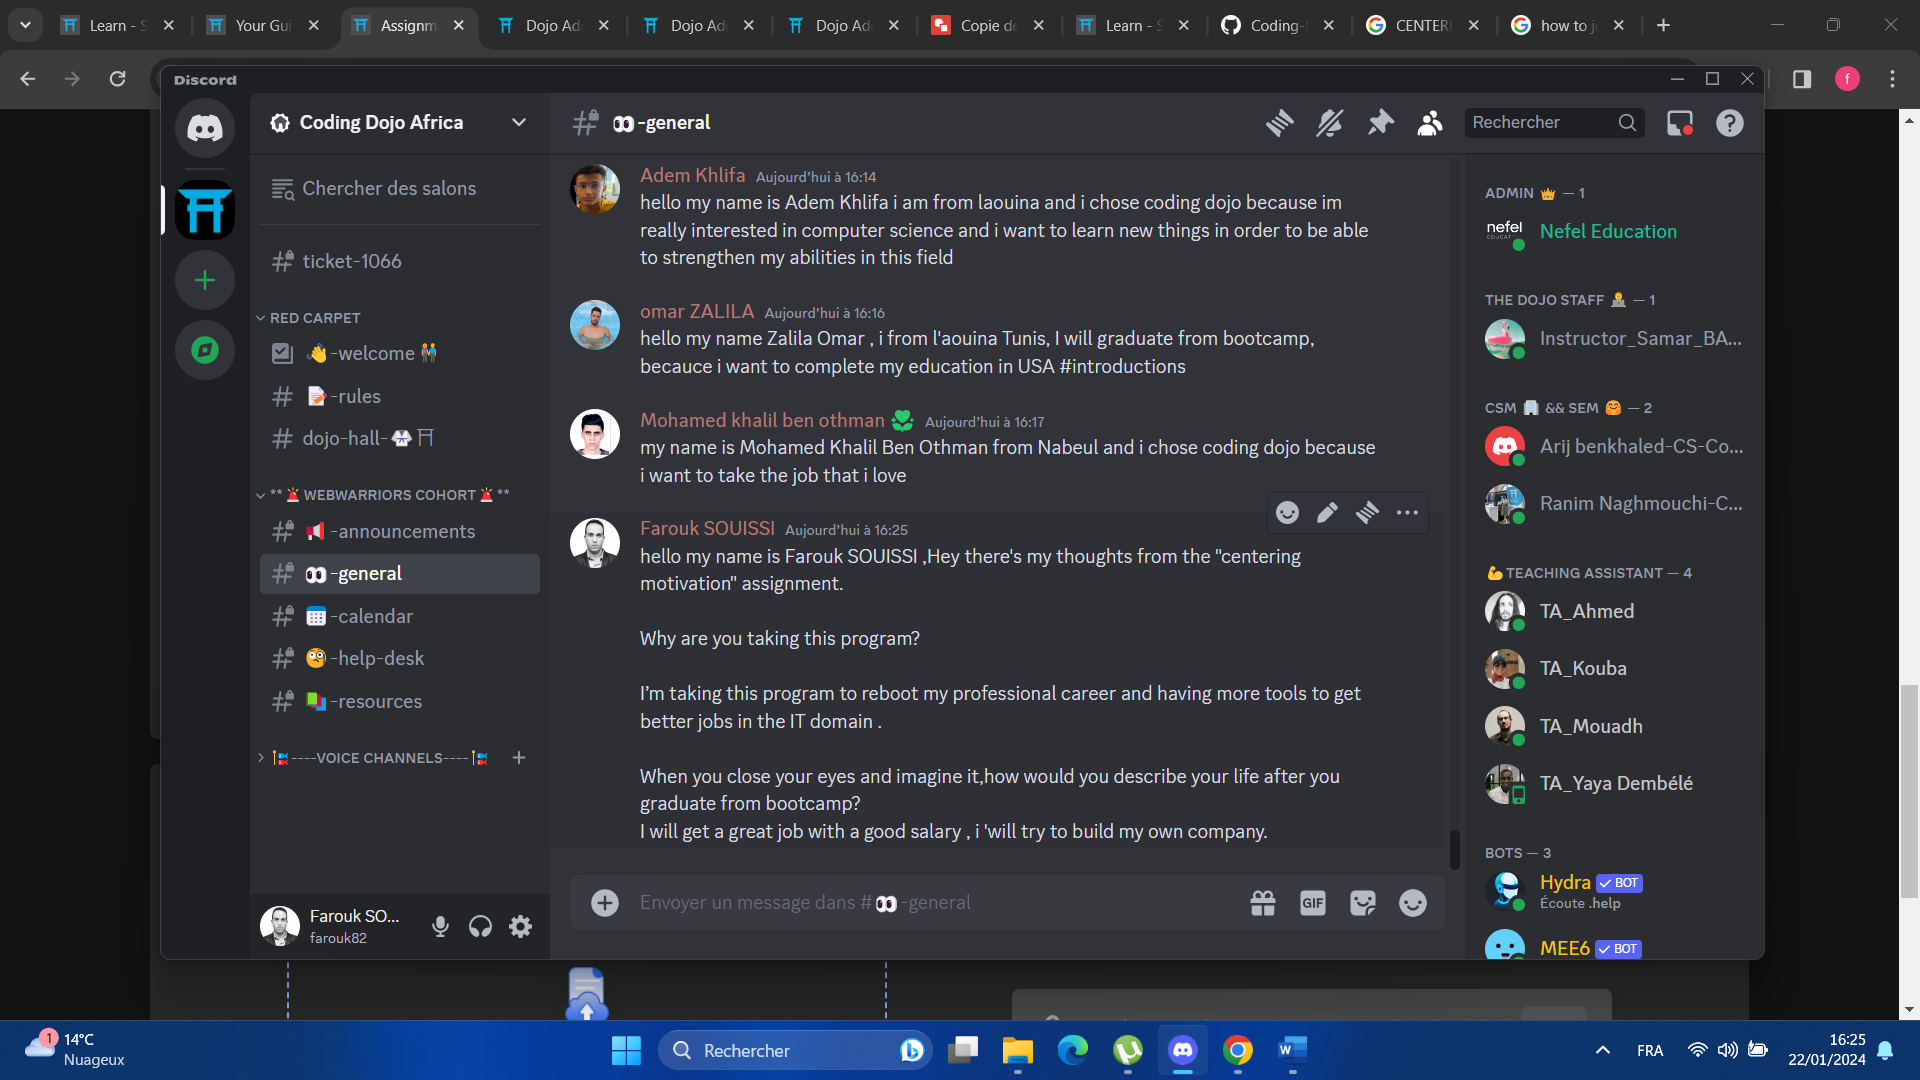 Learn - S
Your Gui
Assignm
Dojo Ad
Dojo Ad
Dojo Ad
Copie de
Learn - S
Coding-
CENTERI
how to j
f
Discord
Coding Dojo Africa
-general
Rechercher
Chercher des salons
ticket-1066
RED CARPET
-welcome
-rules
dojo-hall-
** WEBWARRIORS COHORT **
-announcements
-general
-calendar
-help-desk
-resources
----VOICE CHANNELS----
Farouk SO...
farouk82
Adem Khlifa Aujourd'hui à 16:14
hello my name is Adem Khlifa i am from laouina and i chose coding dojo because im
really interested in computer science and i want to learn new things in order to be able
to strengthen my abilities in this field
omar ZALILA Aujourd'hui à 16:16
hello my name Zalila Omar , i from l'aouina Tunis, I will graduate from bootcamp,
becauce i want to complete my education in USA #introductions
Mohamed khalil ben othman Aujourd'hui à 16:17
my name is Mohamed Khalil Ben Othman from Nabeul and i chose coding dojo because
i want to take the job that i love
Farouk SOUISSI Aujourd'hui à 16:25
hello my name is Farouk SOUISSI ,Hey there's my thoughts from the "centering
motivation" assignment.
Why are you taking this program?
I'm taking this program to reboot my professional career and having more tools to get
better jobs in the IT domain .
When you close your eyes and imagine it,how would you describe your life after you
graduate from bootcamp?
I will get a great job with a good salary , i 'will try to build my own company.
Envoyer un message dans # -general
GIF
ADMIN — 1
nefel
EDUCAT
Nefel Education
THE DOJO STAFF — 1
Instructor_Samar_BA...
CSM && SEM — 2
Arij benkhaled-CS-Co...
Ranim Naghmouchi-C...
TEACHING ASSISTANT — 4
TA_Ahmed
TA_Kouba
TA_Mouadh
TA_Yaya Dembélé
BOTS — 3
Hydra BOT
Écoute .help
MEE6 BOT
1
14°C
Nuageux
Rechercher
W
FRA
16:25
22/01/2024